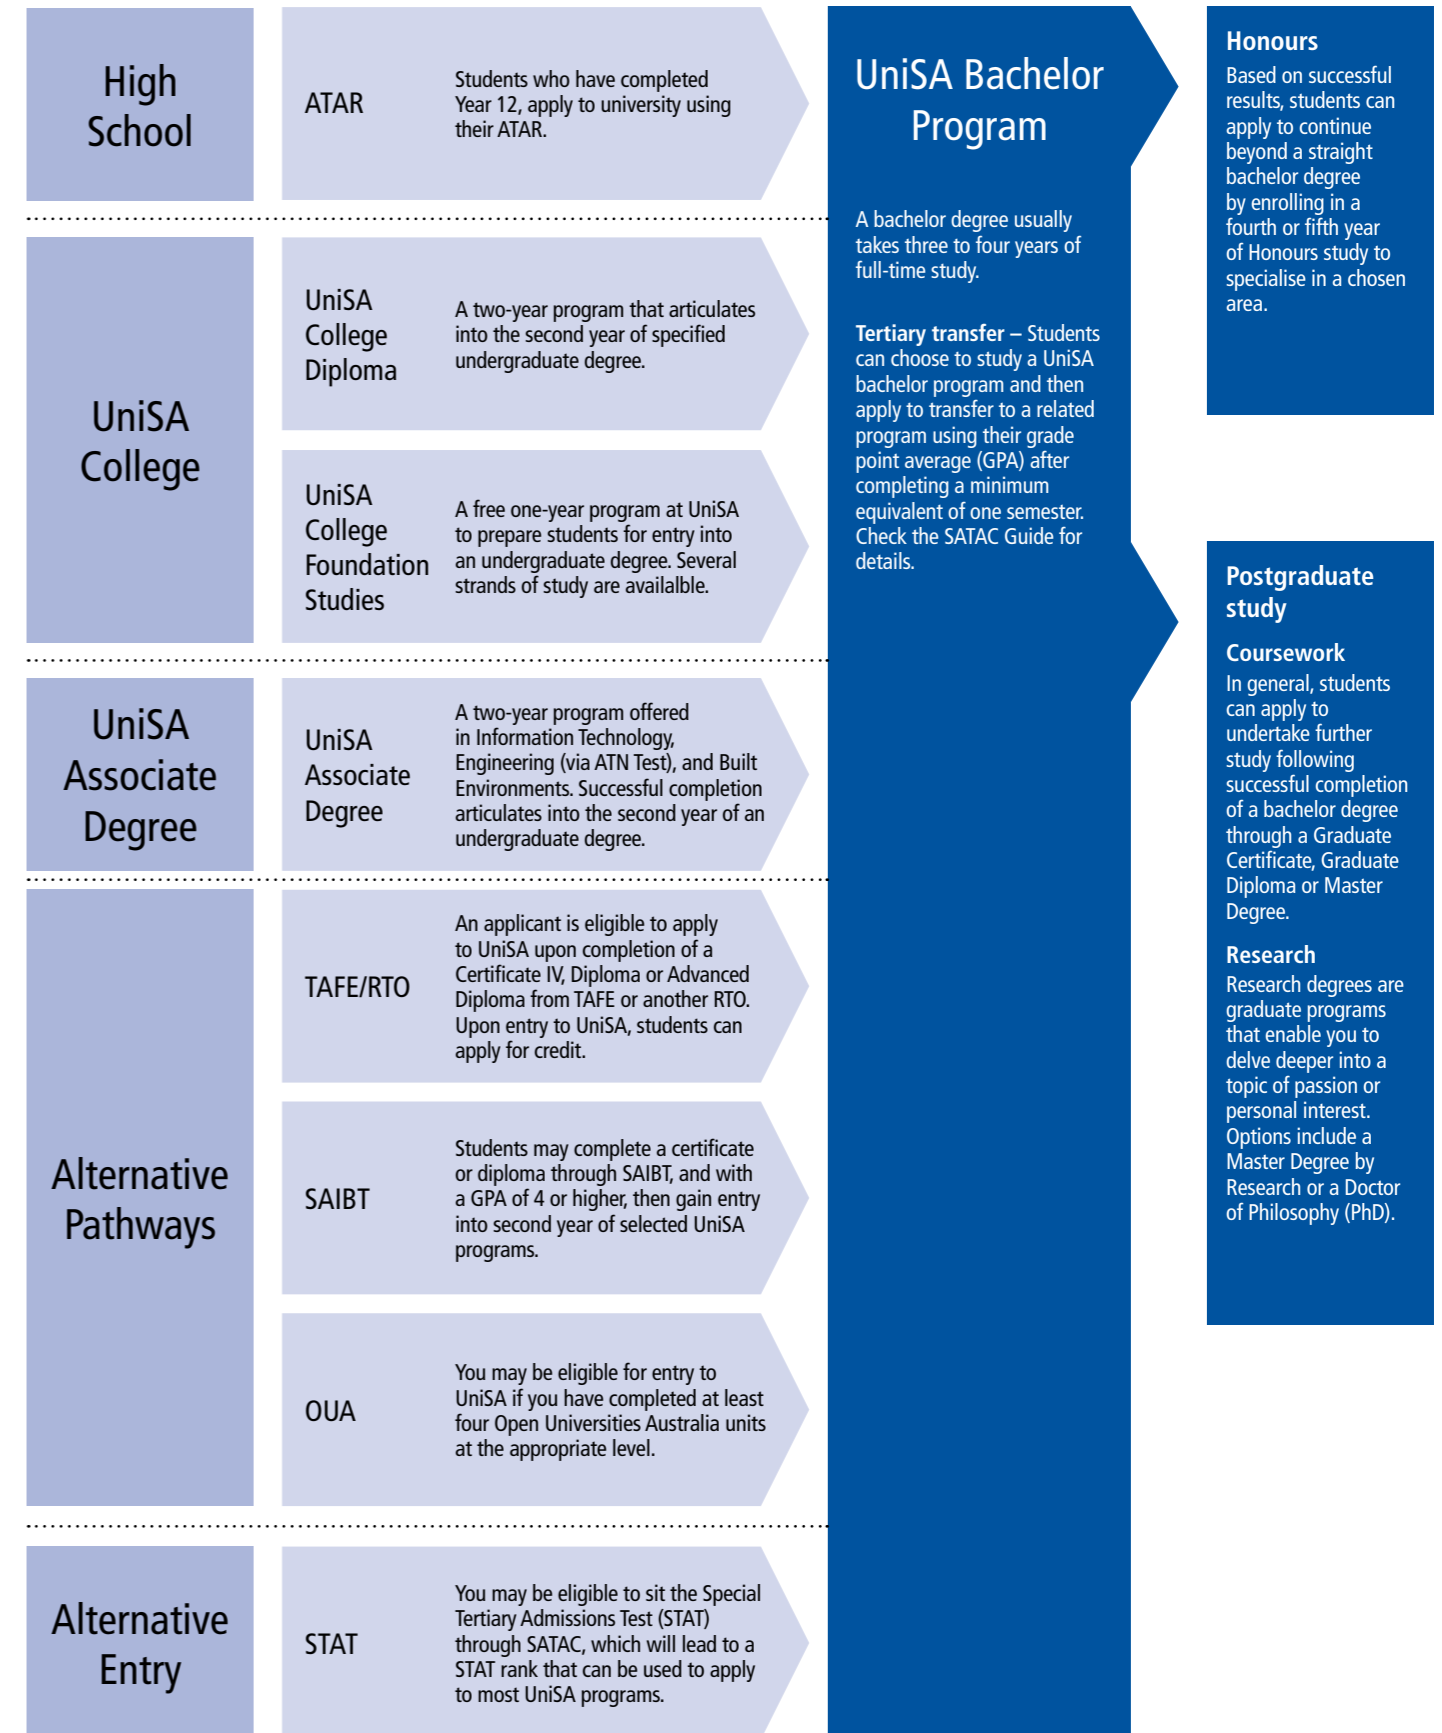 High
School
ATAR
Students who have completed
Year 12, apply to university using
their ATAR.
UniSA
College
UniSA
College
Diploma
A two-year program that articulates
into the second year of specified
undergraduate degree.
UniSA
College
Foundation
Studies
A free one-year program at UniSA
to prepare students for entry into
an undergraduate degree. Several
strands of study are availalble.
UniSA
Associate
Degree
UniSA
Associate
Degree
A two-year program offered
in Information Technology,
Engineering (via ATN Test), and Built
Environments. Successful completion
articulates into the second year of an
undergraduate degree.
Alternative
Pathways
TAFE/RTO
An applicant is eligible to apply
to UniSA upon completion of a
Certificate IV, Diploma or Advanced
Diploma from TAFE or another RTO.
Upon entry to UniSA, students can
apply for credit.
SAIBT
Students may complete a certificate
or diploma through SAIBT, and with
a GPA of 4 or higher, then gain entry
into second year of selected UniSA
programs.
OUA
You may be eligible for entry to
UniSA if you have completed at least
four Open Universities Australia units
at the appropriate level.
Alternative
Entry
STAT
You may be eligible to sit the Special
Tertiary Admissions Test (STAT)
through SATAC, which will lead to a
STAT rank that can be used to apply
to most UniSA programs.
UniSA Bachelor
Program
A bachelor degree usually
takes three to four years of
full-time study.
Tertiary transfer – Students
can choose to study a UniSA
bachelor program and then
apply to transfer to a related
program using their grade
point average (GPA) after
completing a minimum
equivalent of one semester.
Check the SATAC Guide for
details.
Honours
Based on successful
results, students can
apply to continue
beyond a straight
bachelor degree
by enrolling in a
fourth or fifth year
of Honours study to
specialise in a chosen
area.
Postgraduate
study
Coursework
In general, students
can apply to
undertake further
study following
successful completion
of a bachelor degree
through a Graduate
Certificate, Graduate
Diploma or Master
Degree.
Research
Research degrees are
graduate programs
that enable you to
delve deeper into a
topic of passion or
personal interest.
Options include a
Master Degree by
Research or a Doctor
of Philosophy (PhD).